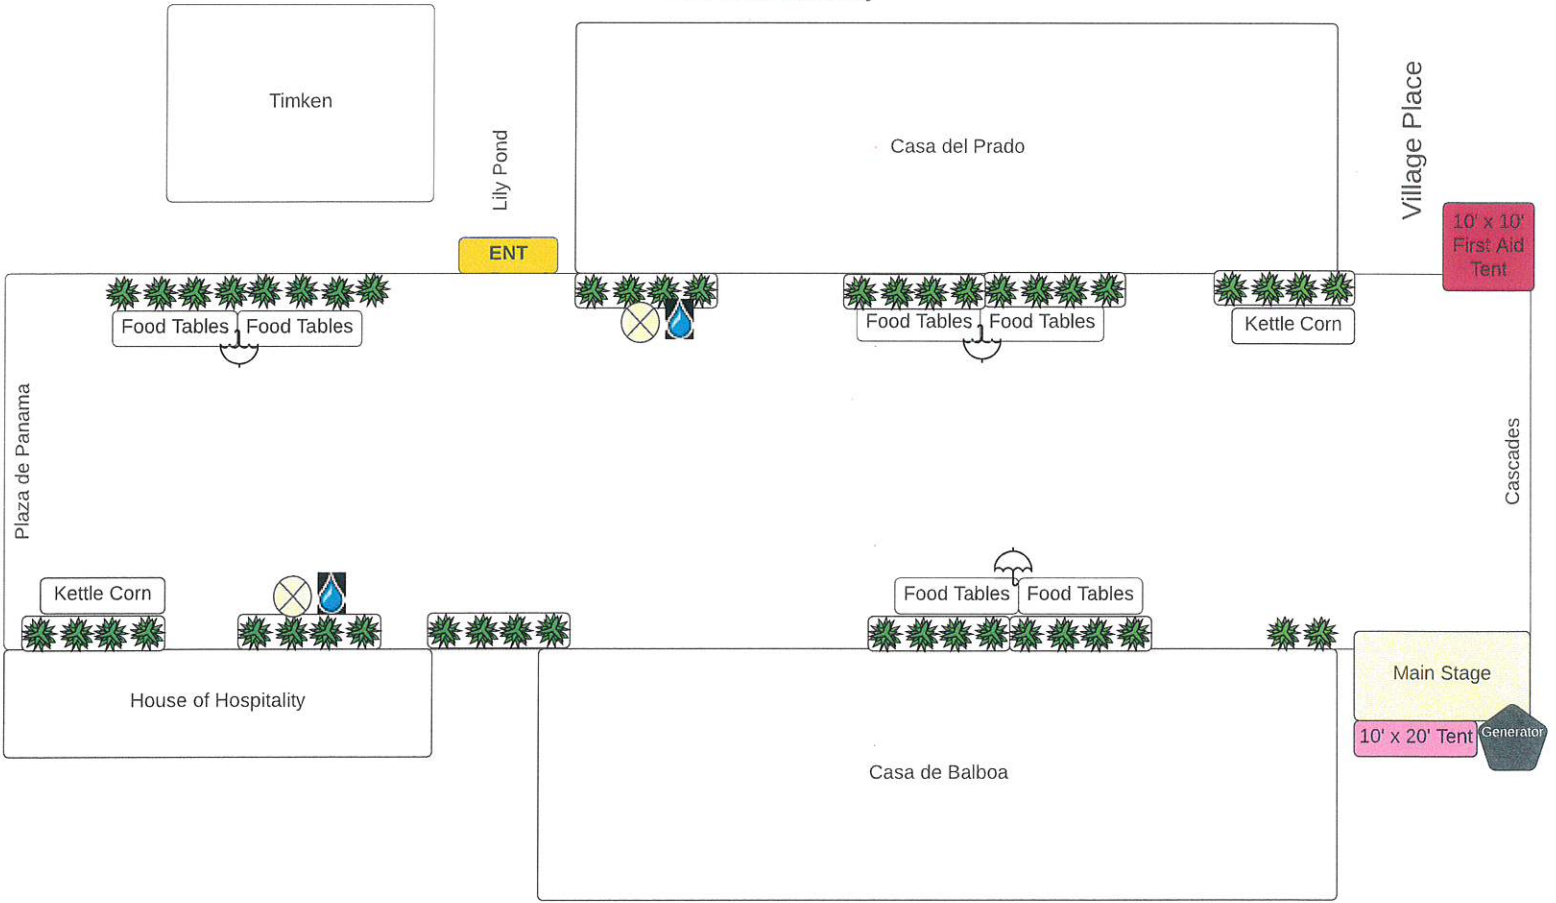 Timken
Lily Pond
Casa del Prado
Village Place
ENT
10' x 10'
First Aid
Tent
Food Tables
Food Tables
Food Tables
Food Tables
Kettle Corn
Plaza de Panama
Cascades
Kettle Corn
Food Tables
Food Tables
House of Hospitality
Main Stage
10' x 20' Tent
Generator
Casa de Balboa